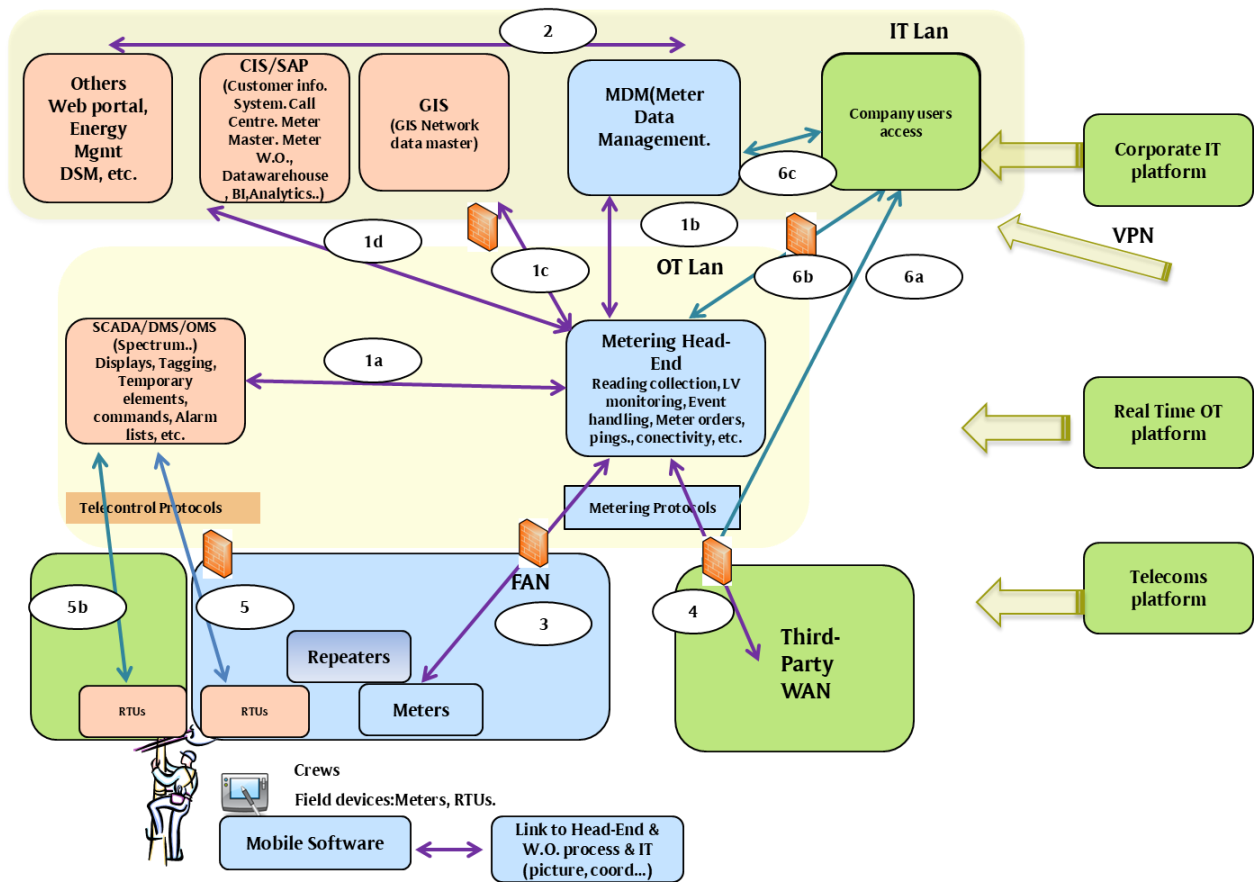 2
IT Lan
Others
Web portal,
Energy
Mgmt
DSM, etc.
CIS/SAP
(Customer info.
System. Call
Centre. Meter
Master. Meter
W.O.,
Datawarehouse
, BI,Analytics..)
GIS
(GIS Network
data master)
MDM(Meter
Data
Management.
Company users
access
Corporate IT
platform
6c
1d
1c
1b
OT Lan
6b
6a
VPN
SCADA/DMS/OMS
(Spectrum..)
Displays, Tagging,
Temporary
elements,
commands, Alarm
lists, etc.
1a
Metering Head-
End
Reading collection, LV
monitoring, Event
handling, Meter orders,
pings., conectivity, etc.
Real Time OT
platform
Telecontrol Protocols
Metering Protocols
FAN
5b
5
3
4
Telecoms
platform
Repeaters
Third-
Party
WAN
RTUs
RTUs
Meters
Crews
Field devices:Meters, RTUs.
Mobile Software
Link to Head-End &
W.O. process & IT
(picture, coord...)